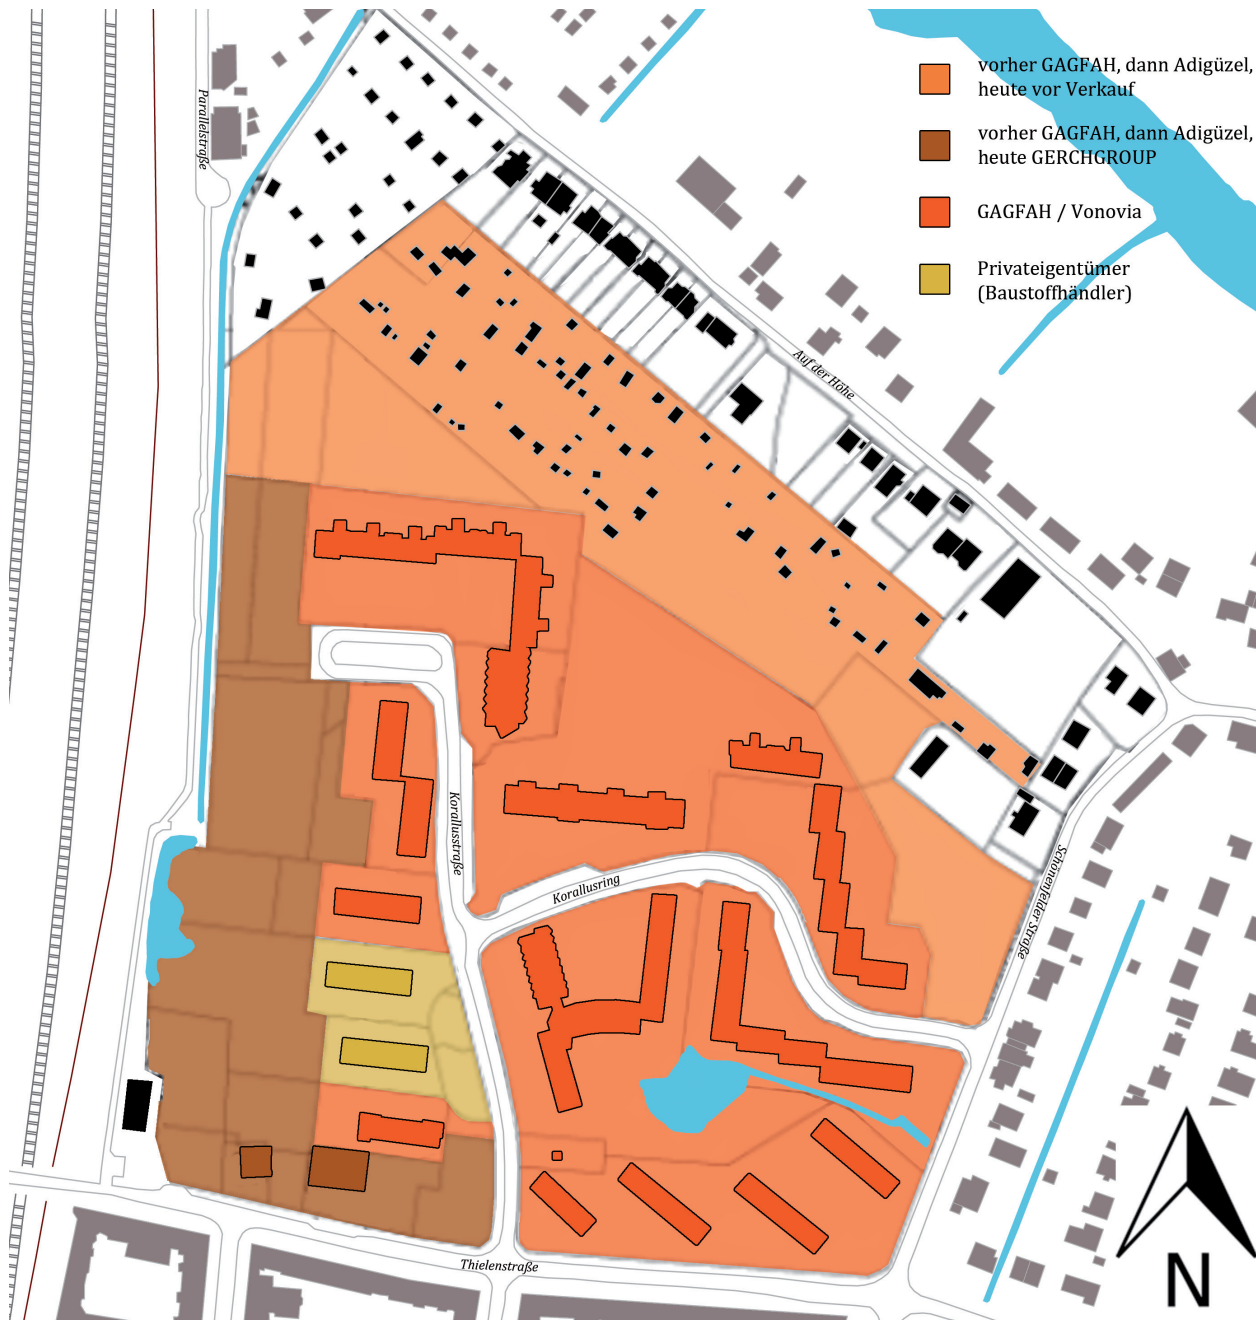 vorher GAGFAH, dann Adigüzel,
heute vor Verkauf
vorher GAGFAH, dann Adigüzel,
heute GERCHGROUP
GAGFAH / Vonovia
Privateigentümer
(Baustoffhändler)
Parallelstraße
Auf der Höhe
Korallusstraße
Korallusring
Schönenfelder Straße
Thielenstraße
N